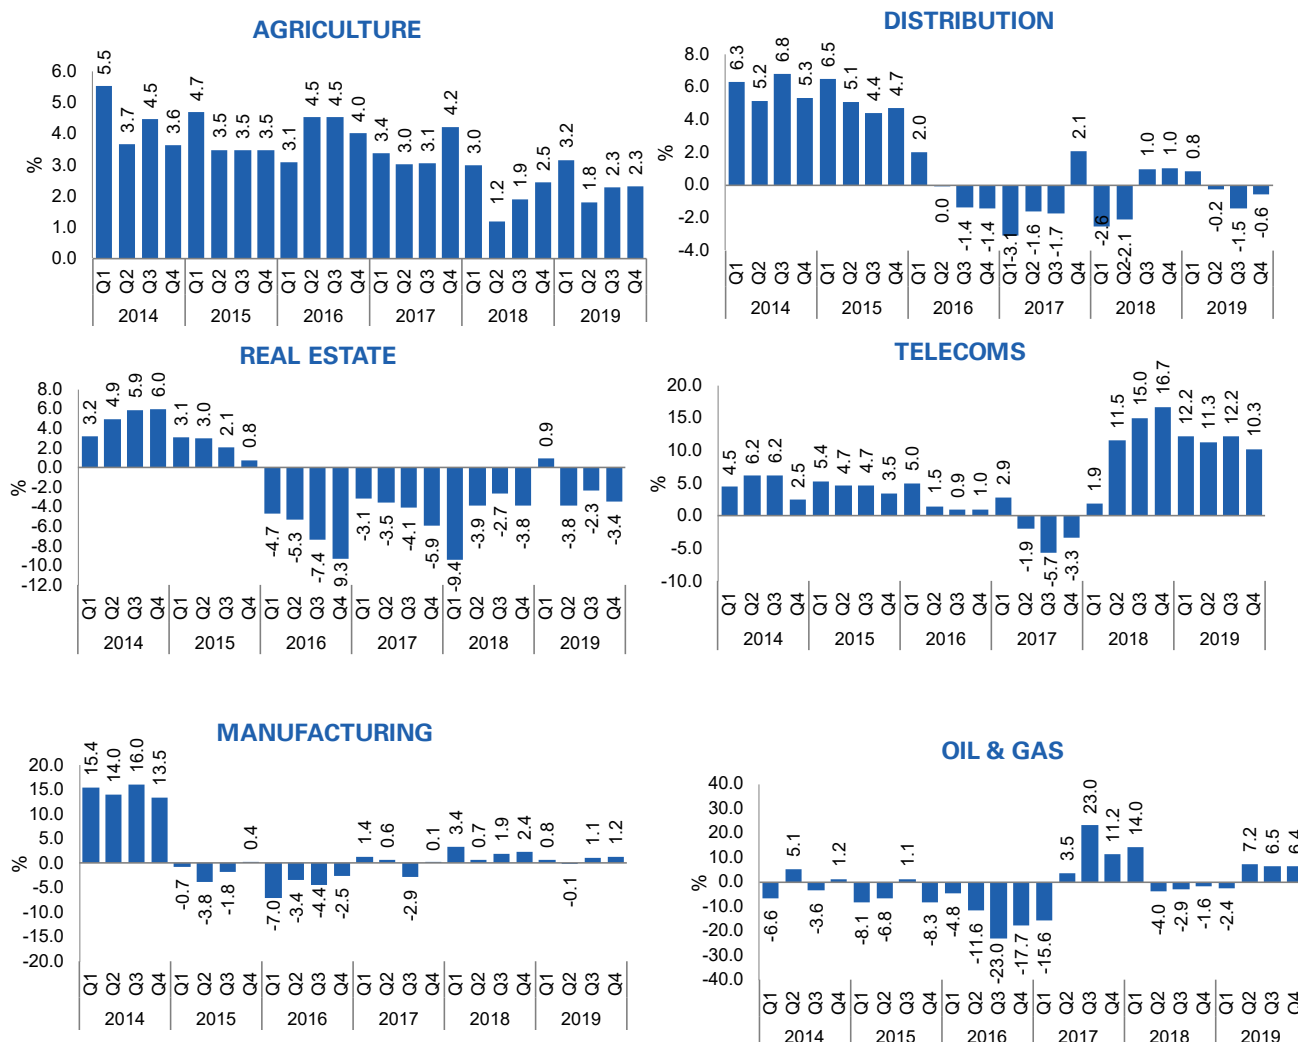 AGRICULTURE
%
6.0
5.0
4.0
3.0
2.0
1.0
0.0
5.5 3.7 4.5 3.6 4.7 3.5 3.5 3.5 3.1 4.5 4.5 4.0 3.4 3.0 3.1 4.2 3.0 1.2 1.9 2.5 3.2 1.8 2.3 2.3
Q1 Q2 Q3 Q4 Q1 Q2 Q3 Q4 Q1 Q2 Q3 Q4 Q1 Q2 Q3 Q4 Q1 Q2 Q3 Q4 Q1 Q2 Q3 Q4
2014 2015 2016 2017 2018 2019
DISTRIBUTION
%
8.0
6.0
4.0
2.0
0.0
-2.0
-4.0
6.3 5.2 6.8 5.3 6.5 5.1 4.4 4.7 2.0 0.0 -1.4 -1.4 -3.1 -1.6 -1.7 2.1 -2.6 -2.1 1.0 1.0 0.8 -0.2 -1.5 -0.6
Q1 Q2 Q3 Q4 Q1 Q2 Q3 Q4 Q1 Q2 Q3 Q4 Q1 Q2 Q3 Q4 Q1 Q2 Q3 Q4 Q1 Q2 Q3 Q4
2014 2015 2016 2017 2018 2019
REAL ESTATE
%
8.0
6.0
4.0
2.0
0.0
-2.0
-4.0
-6.0
-8.0
-10.0
-12.0
3.2 4.9 5.9 6.0 3.1 3.0 2.1 0.8 -4.7 -5.3 -7.4 9.3 -3.1 -3.5 -4.1 -5.9 -9.4 -3.9 -2.7 -3.8 0.9 -3.8 -2.3 -3.4
Q1 Q2 Q3 Q4 Q1 Q2 Q3 Q4 Q1 Q2 Q3 Q4 Q1 Q2 Q3 Q4 Q1 Q2 Q3 Q4 Q1 Q2 Q3 Q4
2014 2015 2016 2017 2018 2019
TELECOMS
%
20.0
15.0
10.0
5.0
0.0
-5.0
-10.0
4.5 6.2 6.2 2.5 5.4 4.7 4.7 3.5 5.0 1.5 0.9 1.0 2.9 -1.9 -5.7 -3.3 1.9 11.5 15.0 16.7 12.2 11.3 12.2 10.3
Q1 Q2 Q3 Q4 Q1 Q2 Q3 Q4 Q1 Q2 Q3 Q4 Q1 Q2 Q3 Q4 Q1 Q2 Q3 Q4 Q1 Q2 Q3 Q4
2014 2015 2016 2017 2018 2019
MANUFACTURING
%
20.0
15.0
10.0
5.0
0.0
-5.0
-10.0
-15.0
-20.0
15.4 14.0 16.0 13.5 -0.7 -3.8 -1.8 0.4 -7.0 -3.4 -4.4 -2.5 1.4 0.6 -2.9 0.1 3.4 0.7 1.9 2.4 0.8 -0.1 1.1 1.2
Q1 Q2 Q3 Q4 Q1 Q2 Q3 Q4 Q1 Q2 Q3 Q4 Q1 Q2 Q3 Q4 Q1 Q2 Q3 Q4 Q1 Q2 Q3 Q4
2014 2015 2016 2017 2018 2019
OIL & GAS
%
40.0
30.0
20.0
10.0
0.0
-10.0
-20.0
-30.0
-40.0
-6.6 5.1 -3.6 1.2 -8.1 -6.8 1.1 -8.3 -4.8 -11.6 -23.0 -17.7 -15.6 3.5 23.0 11.2 14.0 -4.0 -2.9 -1.6 -2.4 7.2 6.5 6.4
Q1 Q2 Q3 Q4 Q1 Q2 Q3 Q4 Q1 Q2 Q3 Q4 Q1 Q2 Q3 Q4 Q1 Q2 Q3 Q4 Q1 Q2 Q3 Q4
2014 2015 2016 2017 2018 2019